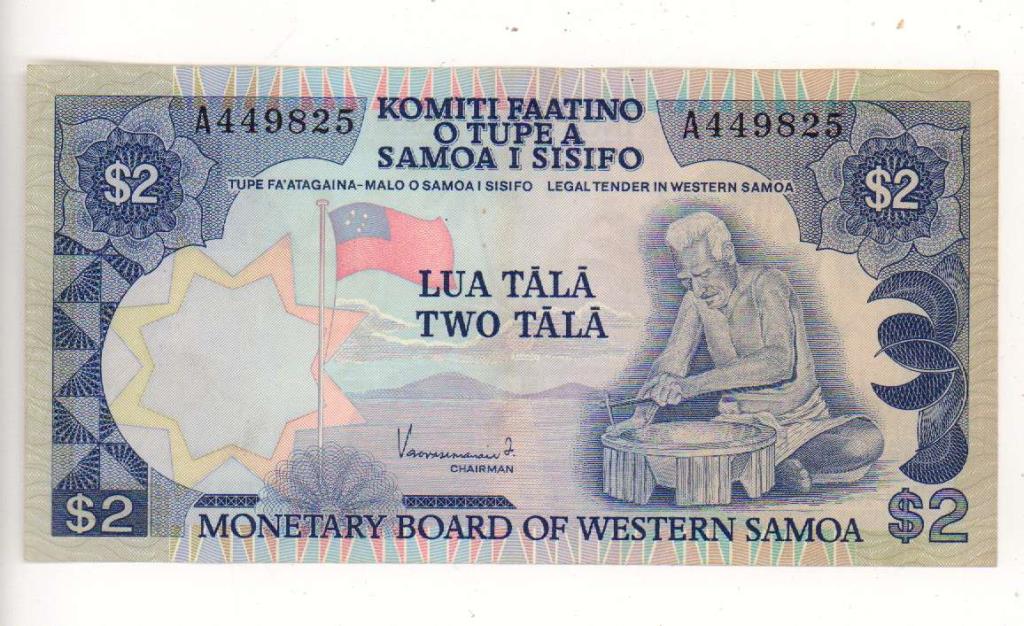 A449825
KOMITI FAATINO
O TUPE A
SAMOA I SISIFO
A449825
$2
$2
TUPE FA'ATAGAINA-MALO O SAMOA I SISIFO LEGAL TENDER IN WESTERN SAMOA
LUA TĀLĀ
TWO TĀLĀ
CHAIRMAN
$2
MONETARY BOARD OF WESTERN SAMOA
$2